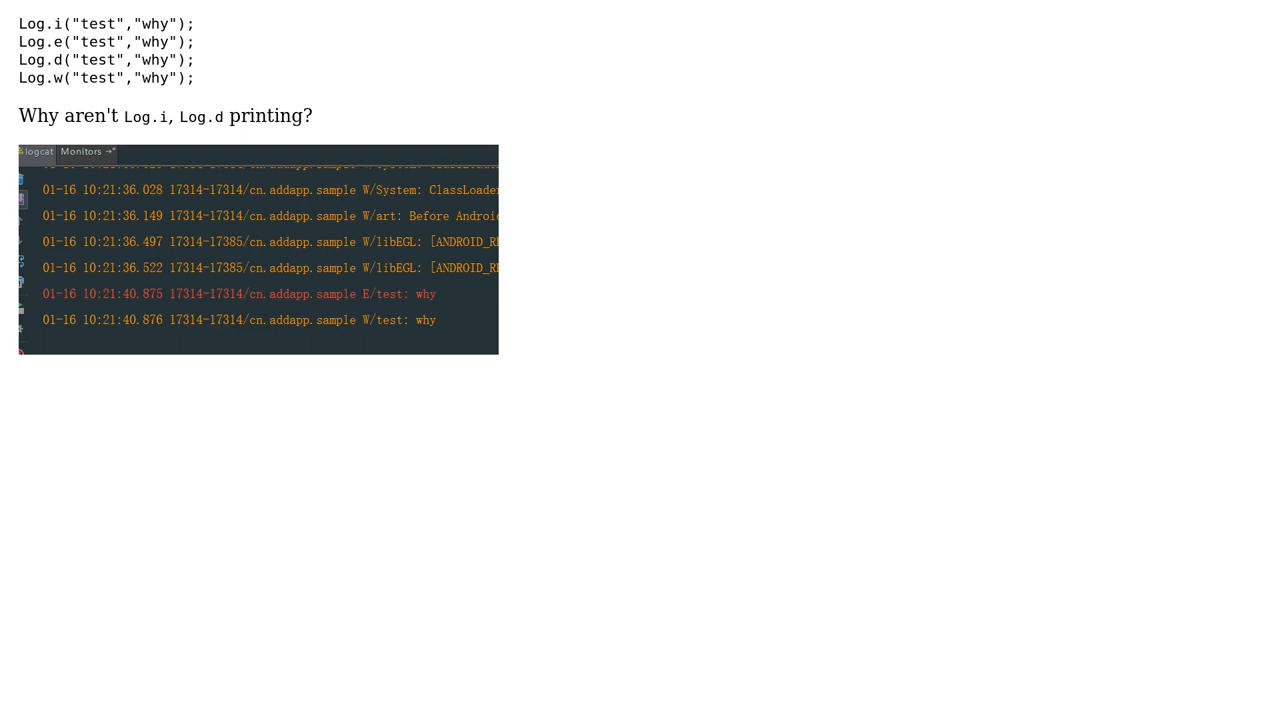 Log.i("test","why");
Log.e("test","why");
Log.d("test","why");
Log.w("test","why");
Why aren't Log.i, Log.d printing?
logcat Monitors →"
01-16 10:21:36.028 17314-17314/cn.addapp.sample W/System: ClassLoade
01-16 10:21:36.149 17314-17314/cn.addapp.sample W/art: Before Androi
01-16 10:21:36.497 17314-17385/cn.addapp.sample W/libEGL: [ANDROID_RE
01-16 10:21:36.522 17314-17385/cn.addapp.sample W/libEGL: [ANDROID_RE
01-16 10:21:40.875 17314-17314/cn.addapp.sample E/test: why
01-16 10:21:40.876 17314-17314/cn.addapp.sample W/test: why